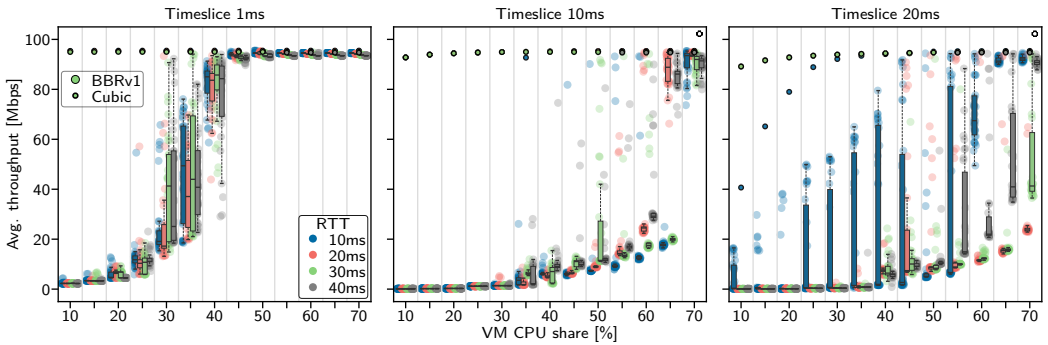 Timeslice 1ms
Timeslice 10ms
Timeslice 20ms
Avg. throughput [Mbps]
100
80
60
40
20
0
BBRv1
Cubic
RTT
10ms
20ms
30ms
40ms
10 20 30 40 50 60 70
10 20 30 40 50 60 70
10 20 30 40 50 60 70
VM CPU share [%]